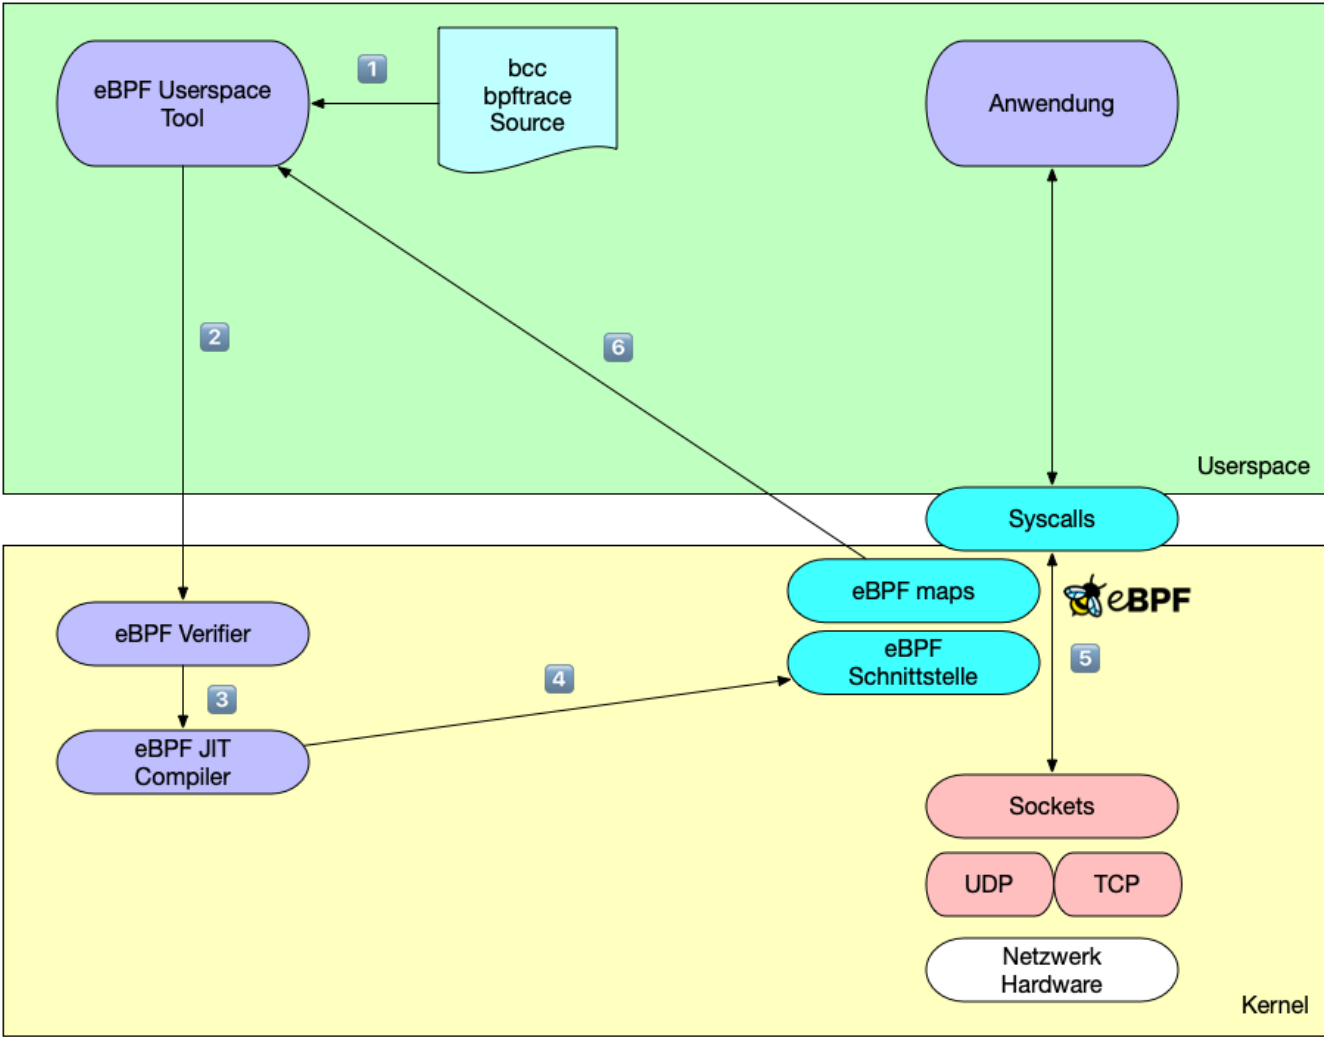 1
bcc
bpftrace
Source
eBPF Userspace
Tool
Anwendung
2
6
Userspace
Syscalls
eBPF maps
eBPF
eBPF Verifier
eBPF
Schnittstelle
5
3
4
eBPF JIT
Compiler
Sockets
UDP
TCP
Netzwerk
Hardware
Kernel